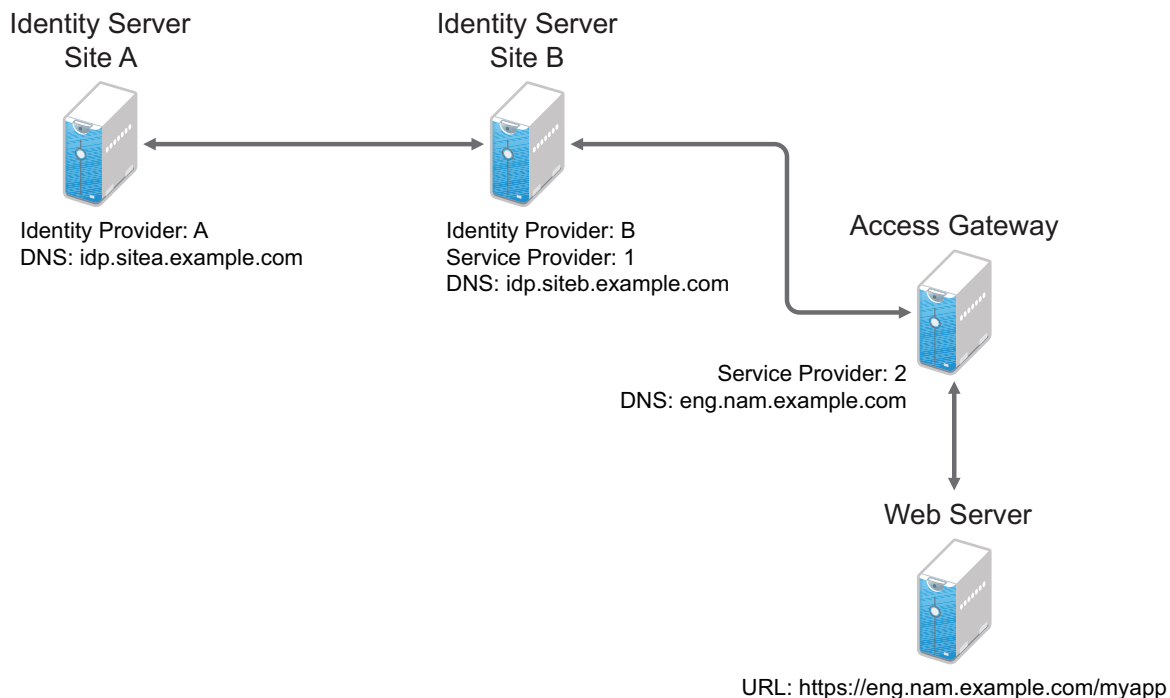 Identity Server
Site A
Identity Server
Site B
Identity Provider: A
DNS: idp.sitea.example.com
Identity Provider: B
Service Provider: 1
DNS: idp.siteb.example.com
Access Gateway
Service Provider: 2
DNS: eng.nam.example.com
Web Server
URL: https://eng.nam.example.com/myapp